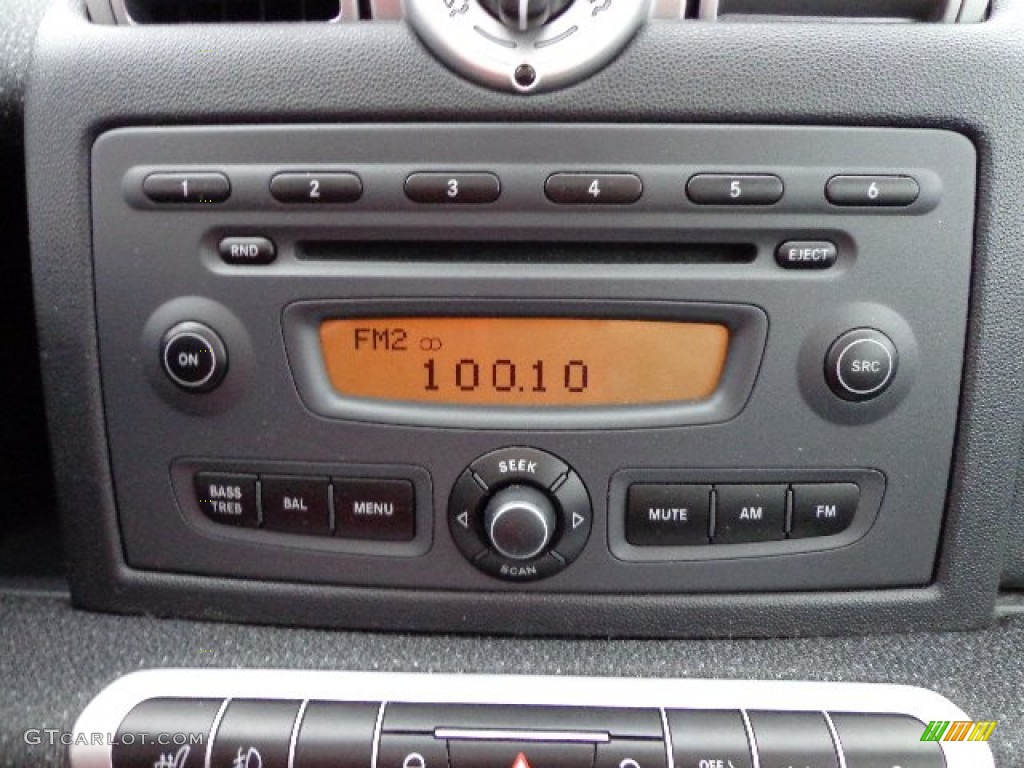 1 2 3 4 5 6
RND EJECT
FM2
100.10
ON SRC
SEEK
BASS
TREB BAL MENU
MUTE AM FM
SCAN
GTCARLOT.COM
OFF